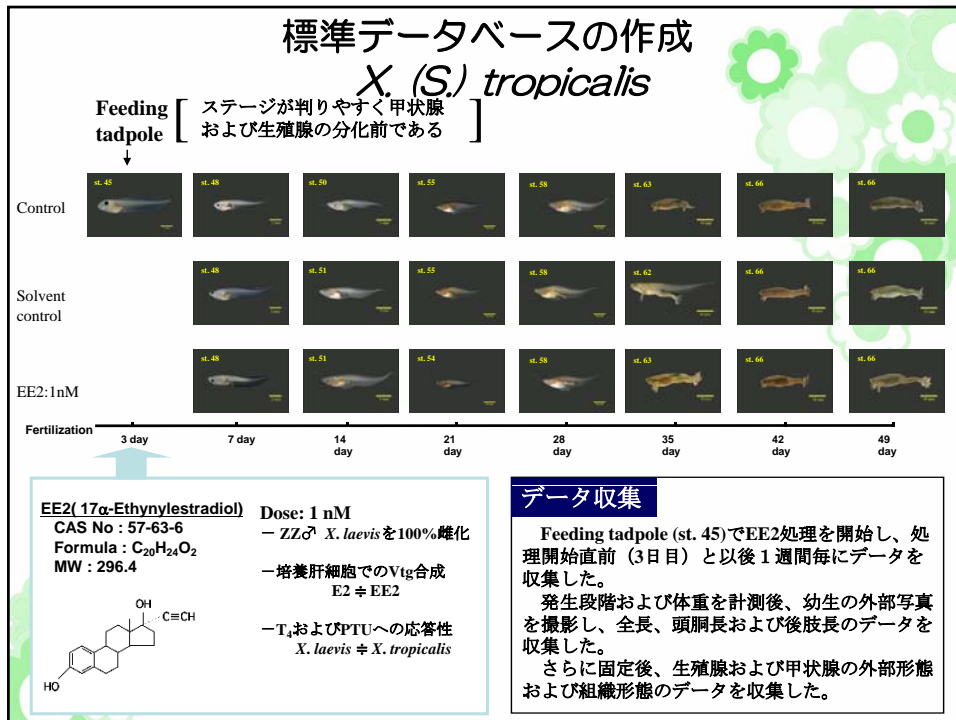 標準データベースの作成
X. (S.) tropicalis
Feeding
tadpole
[ ステージが判りやすく甲状腺
および生殖腺の分化前である ]
Control
st. 45
st. 48
st. 50
st. 55
st. 58
st. 63
st. 66
st. 66
Solvent
control
st. 48
st. 51
st. 55
st. 58
st. 62
st. 66
st. 66
EE2:1nM
st. 48
st. 51
st. 54
st. 58
st. 63
st. 66
st. 66
Fertilization
3 day
7 day
14
day
21
day
28
day
35
day
42
day
49
day
EE2( 17α-Ethynylestradiol)
CAS No : 57-63-6
Formula : C₂₀H₂₄O₂
MW : 296.4
OH
C≡CH
HO
Dose: 1 nM
－ ZZ♂ X. laevisを100%雌化
－培養肝細胞でのVtg合成
E2 ≑ EE2
－T₄およびPTUへの応答性
X. laevis ≑ X. tropicalis
データ収集
Feeding tadpole (st. 45)でEE2処理を開始し、処
理開始直前（3日目）と以後１週間毎にデータを
収集した。
発生段階および体重を計測後、幼生の外部写真
を撮影し、全長、頭胴長および後肢長のデータを
収集した。
さらに固定後、生殖腺および甲状腺の外部形態
および組織形態のデータを収集した。